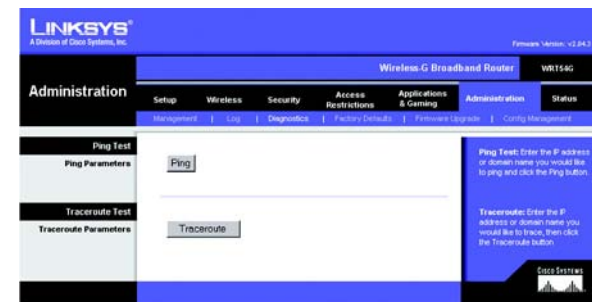 LINKSYS®
A Division of Cisco Systems, Inc.
Firmware Version: v2.04.3
Wireless-G Broadband Router WRT54G
Administration
Setup Wireless Security Access Restrictions Applications & Gaming Administration Status
Management | Log | Diagnostics | Factory Defaults | Firmware Upgrade | Config Management
Ping Test
Ping Parameters
Ping
Ping Test: Enter the IP address
or domain name you would like
to ping and click the Ping button.
Traceroute Test
Traceroute Parameters
Traceroute
Traceroute: Enter the IP
address or domain name you
would like to trace, then click
the Traceroute button.
CISCO SYSTEMS